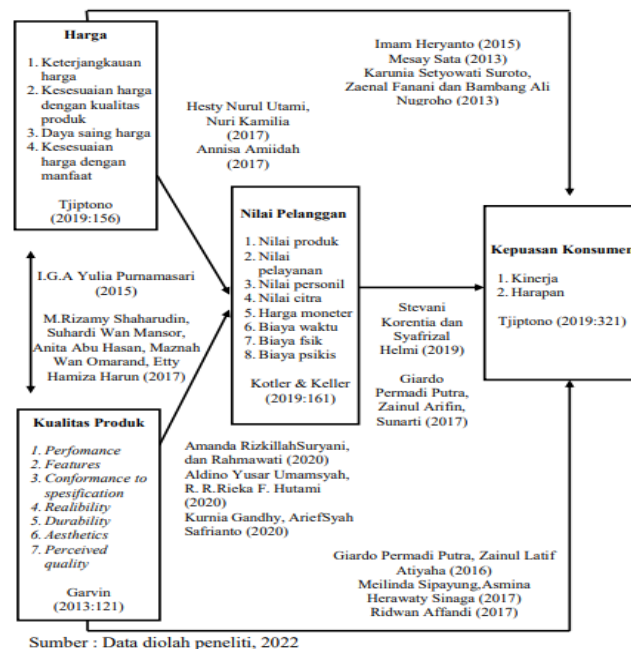 Harga
1. Keterjangkauan
harga
2. Kesesuaian harga
dengan kualitas
produk
3. Daya saing harga
4. Kesesuaian
harga dengan
manfaat
Tjiptono
(2019:156)
Imam Heryanto (2015)
Mesay Sata (2013)
Karunia Setyowati Suroto,
Zaenal Fanani dan Bambang Ali
Nugroho (2013)
Hesty Nurul Utami,
Nuri Kamilia
(2017)
Annisa Amiidah
(2017)
I.G.A Yulia Purnamasari
(2015)
M.Rizamy Shaharudin,
Suhardi Wan Mansor,
Anita Abu Hasan, Maznah
Wan Omarand, Etty
Hamiza Harun (2017)
Nilai Pelanggan
1. Nilai produk
2. Nilai
pelayanan
3. Nilai personil
4. Nilai citra
5. Harga moneter
6. Biaya waktu
7. Biaya fsik
8. Biaya psikis
Kotler & Keller
(2019:161)
Kepuasan Konsumen
1. Kinerja
2. Harapan
Tjiptono (2019:321)
Stevani
Korentia dan
Syafrizal
Helmi (2019)
Giardo
Permadi Putra,
Zainul Arifin,
Sunarti
(2017)
Kualitas Produk
1. Perfomance
2. Features
3. Conformance to
spesification
4. Realibility
5. Durability
6. Aesthetics
7. Perceived
quality
Garvin
(2013:121)
Amanda RizkillahSuryani,
dan Rahmawati (2020)
Aldino Yusar Umamsyah,
R. R.Rieka F. Hutami
(2020)
Kurnia Gandhy, AriefSyah
Safrianto (2020)
Giardo Permadi Putra, Zainul Latif
Atiyaha (2016)
Meilinda Sipayung,Asmina
Herawaty Sinaga (2017)
Ridwan Affandi (2017)
Sumber : Data diolah peneliti, 2022